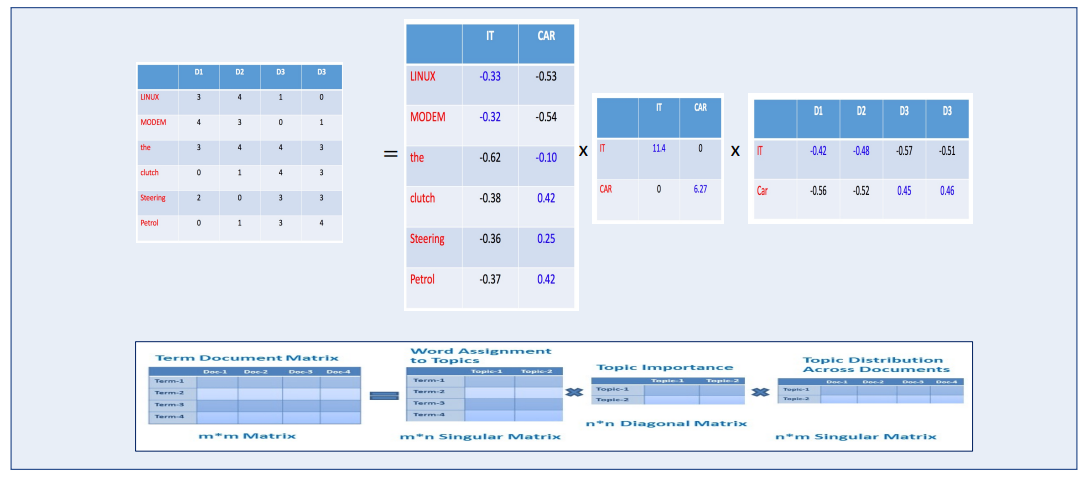 D1 D2 D3 D3
LINUX 3 4 1 0
MODEM 4 3 0 1
the 3 4 4 3
clutch 0 1 4 3
Steering 2 0 3 3
Petrol 0 1 3 4
=
IT CAR
LINUX -0.33 -0.53
MODEM -0.32 -0.54
the -0.62 -0.10
clutch -0.38 0.42
Steering -0.36 0.25
Petrol -0.37 0.42
X
IT CAR
IT 11.4 0
CAR 0 6.27
X
D1 D2 D3 D3
IT -0.42 -0.48 -0.57 -0.51
Car -0.56 -0.52 0.45 0.46
Term Document Matrix
Doc-1 Doc-2 Doc-3 Doc-4
Term-1
Term-2
Term-3
Term-4
m*m Matrix
=
Word Assignment
to Topics
Topic-1 Topic-2
Term-1
Term-2
Term-3
Term-4
m*n Singular Matrix
Topic Importance
Topic-1 Topic-2
Topic-1
Topic-2
n*n Diagonal Matrix
Topic Distribution
Across Documents
Doc-1 Doc-2 Doc-3 Doc-4
Topic-1
Topic-2
n*m Singular Matrix